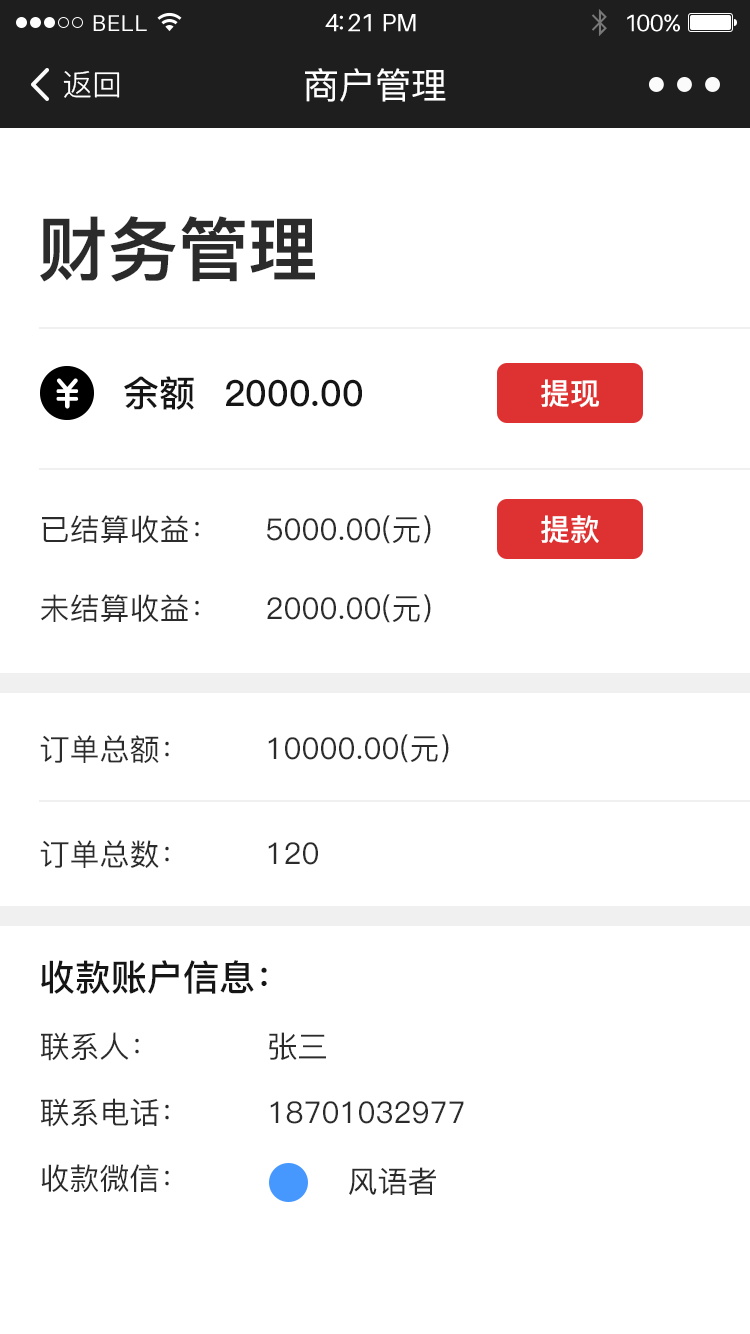 BELL 4:21 PM 100%
返回 商户管理
财务管理
¥ 余额 2000.00 提现
已结算收益： 5000.00(元) 提款
未结算收益： 2000.00(元)
订单总额： 10000.00(元)
订单总数： 120
收款账户信息：
联系人： 张三
联系电话： 18701032977
收款微信： 风语者